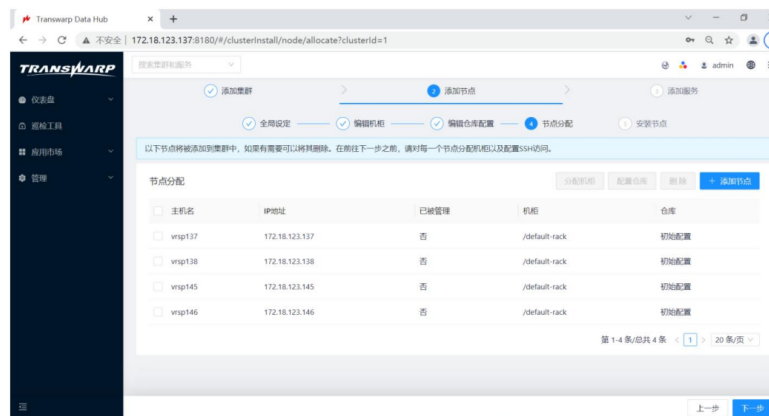 Transwarp Data Hub
不安全 172.18.123.137:8180/#/clusterInstall/node/allocate?clusterId=1
TRANSWARP
搜索集群和服务
admin
仪表盘
巡检工具
应用市场
管理
添加集群
2 添加节点
3 添加服务
全局设定
编辑机柜
编辑仓库配置
4 节点分配
5 安装节点
以下节点将被添加到集群中，如果有需要可以将其删除。在前往下一步之前，请对每一个节点分配机柜以及配置SSH访问。
节点分配
分配机柜 配置仓库 删除 + 添加节点
主机名 IP地址 已被管理 机柜 仓库
vrsp137 172.18.123.137 否 /default-rack 初始配置
vrsp138 172.18.123.138 否 /default-rack 初始配置
vrsp145 172.18.123.145 否 /default-rack 初始配置
vrsp146 172.18.123.146 否 /default-rack 初始配置
第 1-4 条/总共 4 条 < 1 > 20 条/页
上一步 下一步